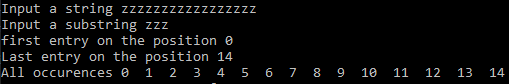 Input a string zzzzzzzzzzzzzzzzz
Input a substring zzz
first entry on the position 0
Last entry on the position 14
All occurences 0  1  2  3  4  5  6  7  8  9  10  11  12  13  14